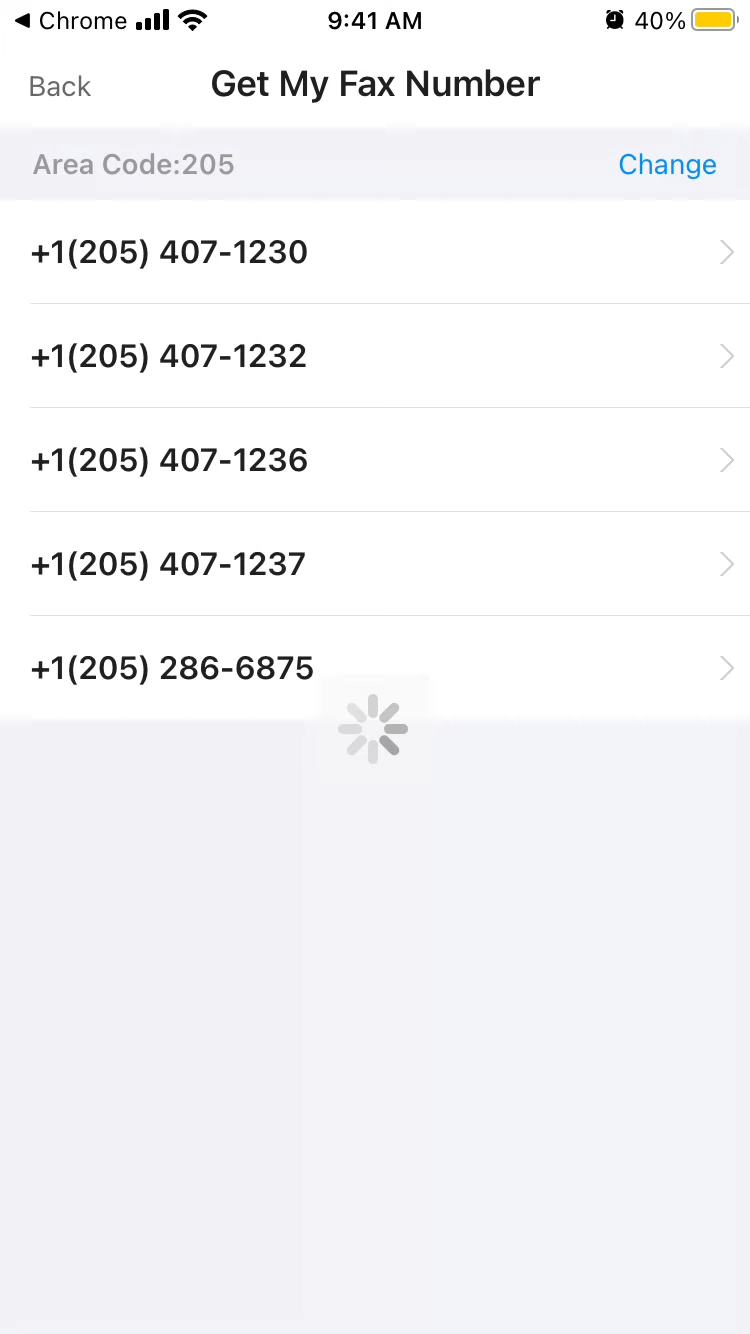 Chrome 9:41 AM 40%
Back Get My Fax Number
Area Code:205 Change
+1(205) 407-1230
+1(205) 407-1232
+1(205) 407-1236
+1(205) 407-1237
+1(205) 286-6875